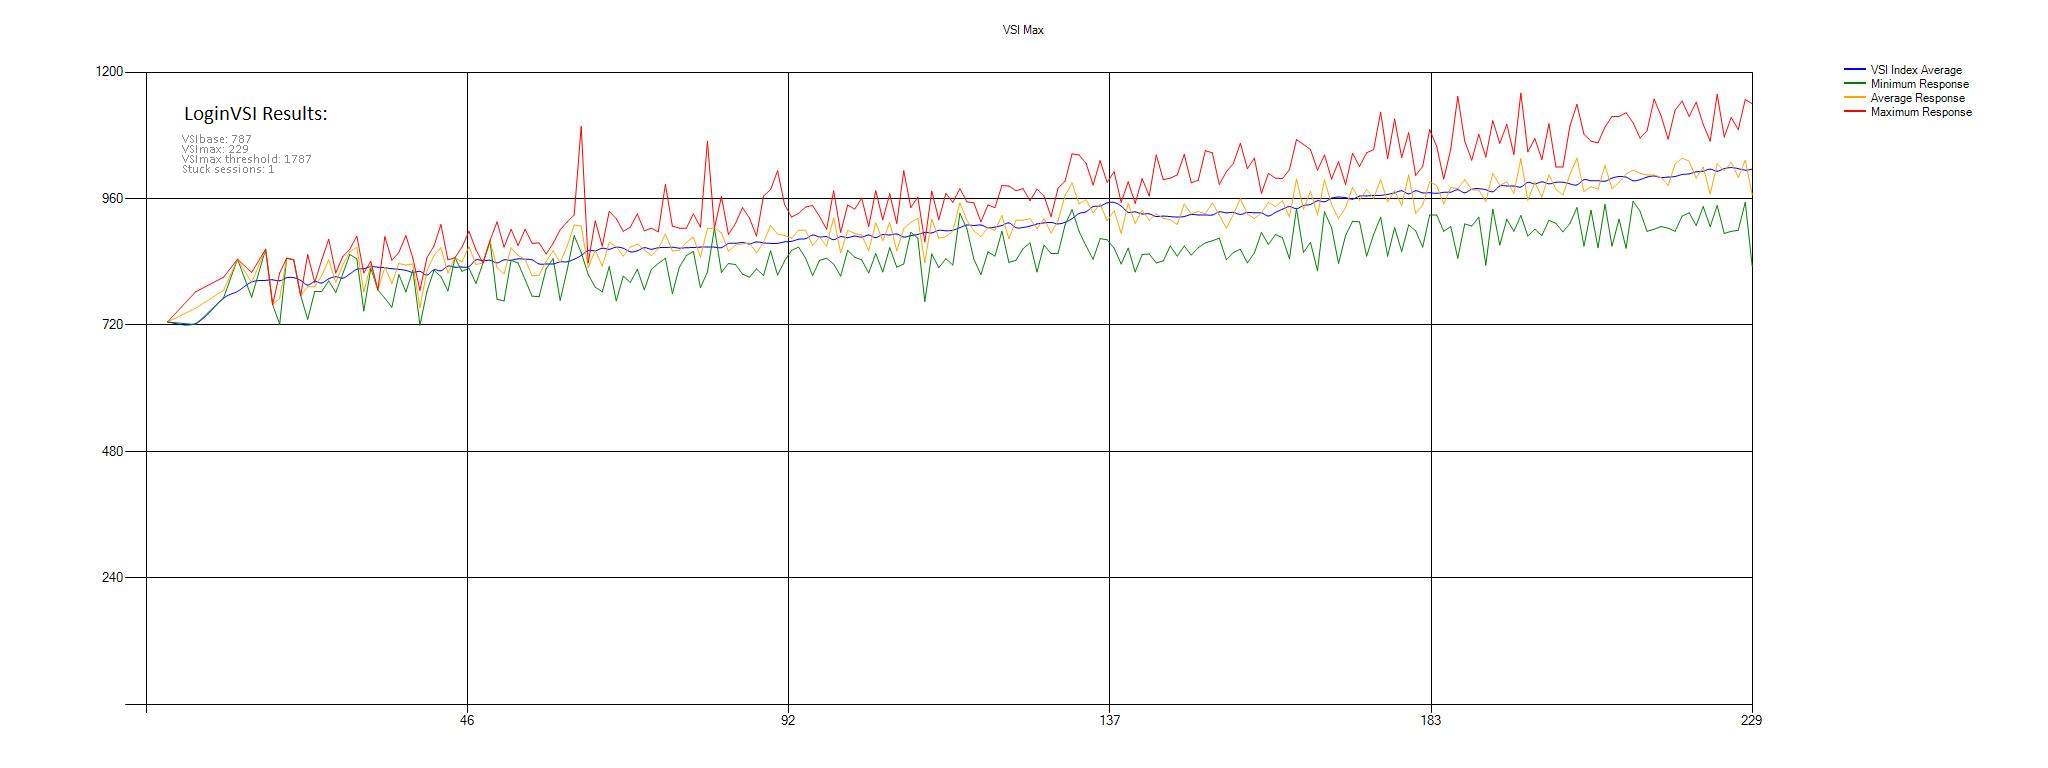 VSI Max
1200
960
720
480
240
LoginVSI Results:
VSIbase: 787
VSImax: 229
VSImax threshold: 1787
Stuck sessions: 1
VSI Index Average
Minimum Response
Average Response
Maximum Response
46
92
137
183
229